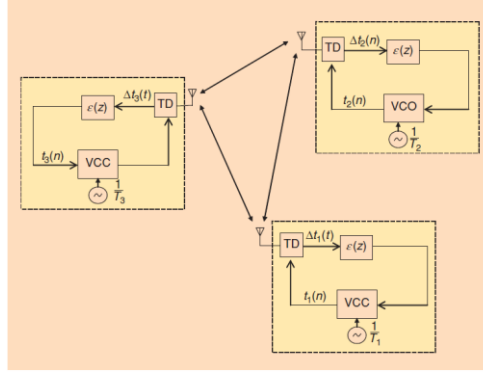 TD
Δt₂(n)
ε(z)
t₂(n)
VCO
~
1
T₂
ε(z)
Δt₃(t)
TD
t₃(n)
VCC
~
1
T₃
TD
Δt₁(t)
ε(z)
t₁(n)
VCC
~
1
T₁